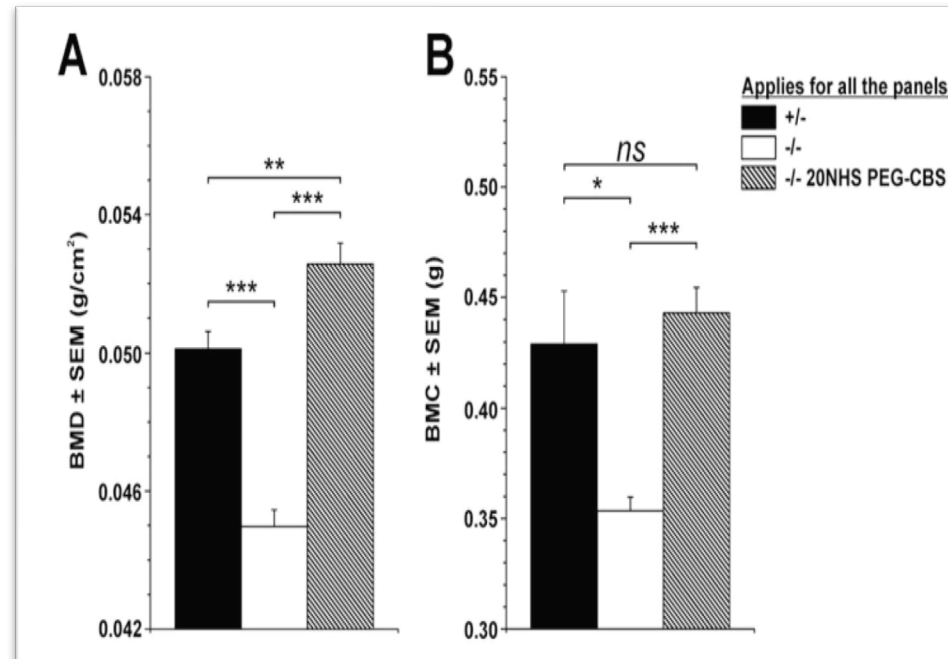 A
BMD ± SEM (g/cm²)
0.058
0.054
0.050
0.046
0.042
**
***
***
B
BMC ± SEM (g)
0.55
0.50
0.45
0.40
0.35
0.30
ns
*
***
Applies for all the panels
+/-
-/-
-/- 20NHS PEG-CBS